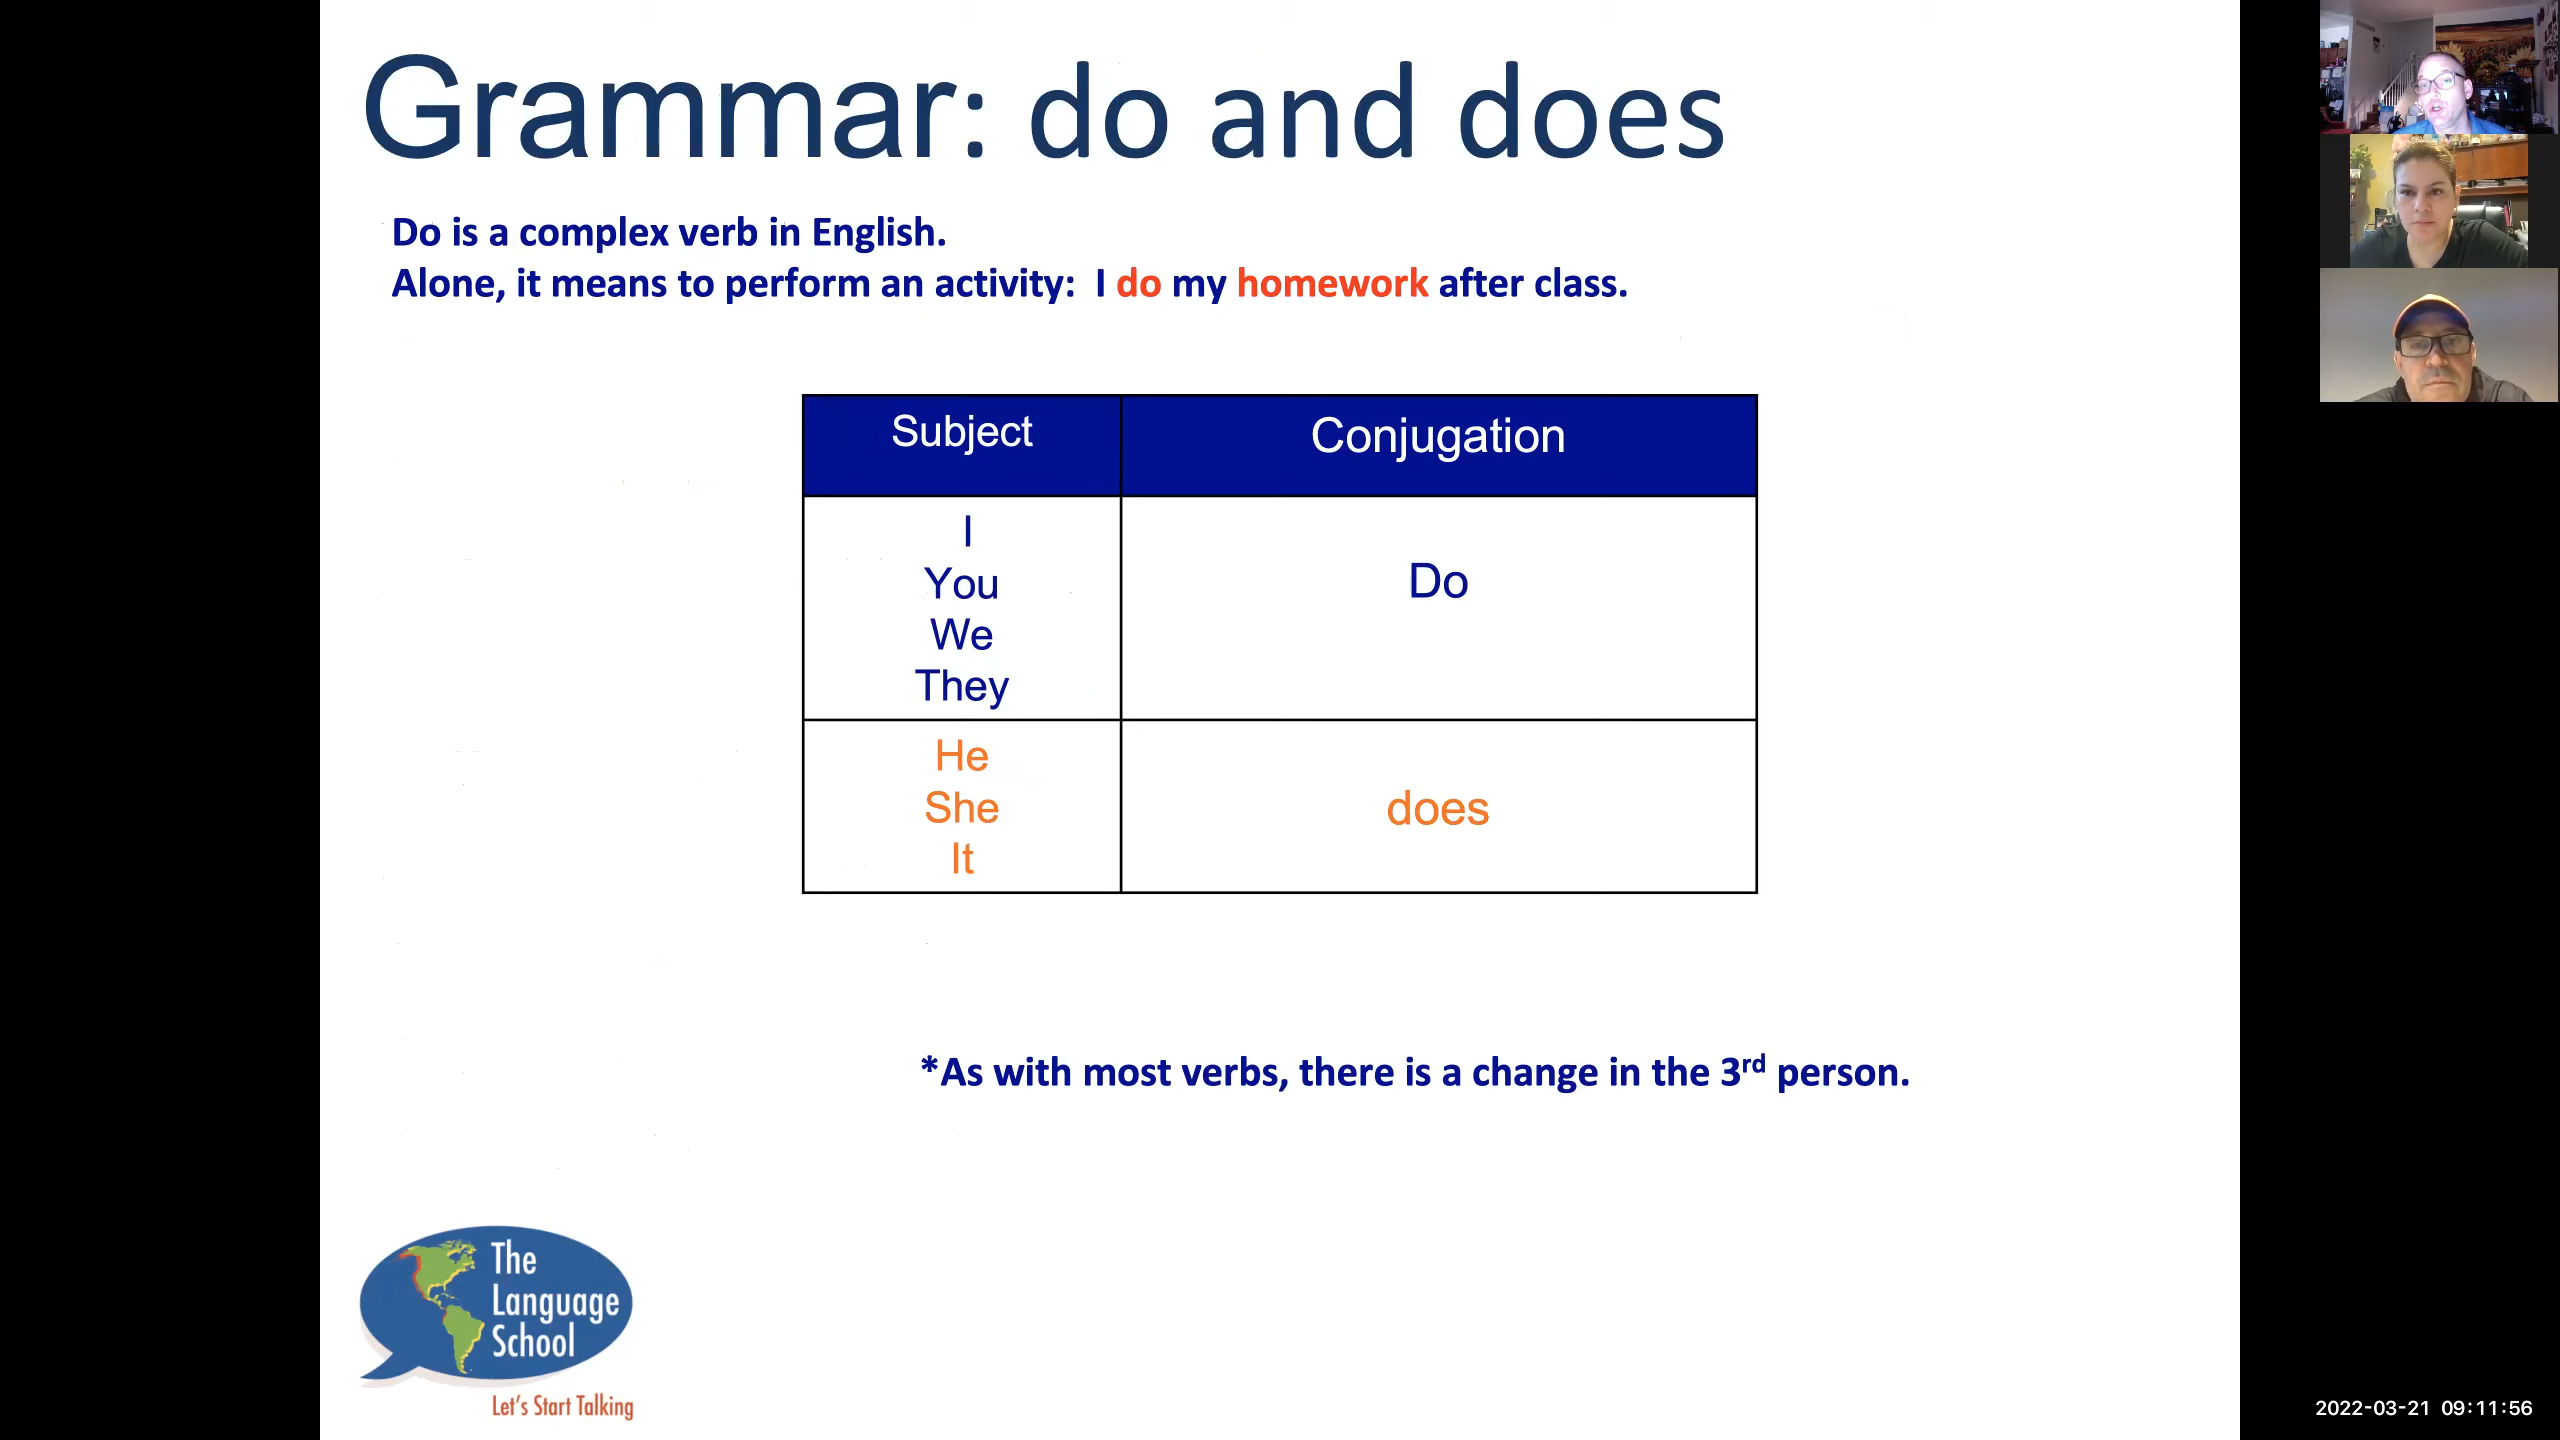 Grammar: do and does
Do is a complex verb in English.
Alone, it means to perform an activity: I do my homework after class.
Subject
Conjugation
I
You
We
They
Do
He
She
It
does
*As with most verbs, there is a change in the 3rd person.
The
Language
School
Let's Start Talking
2022-03-21 09:11:56